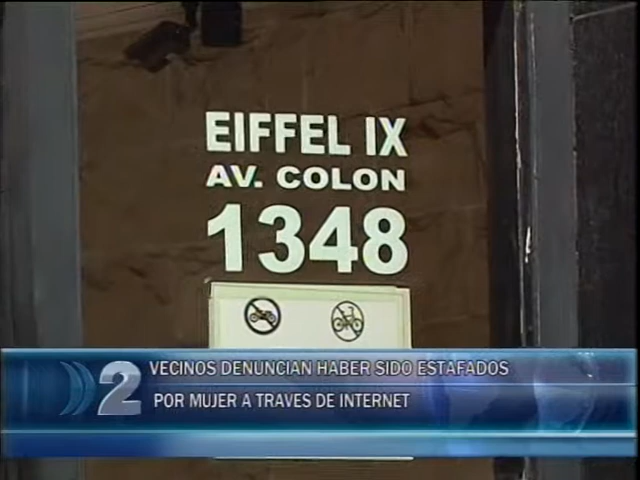 EIFFEL IX
AV. COLON
1348
2
VECINOS DENUNCIAN HABER SIDO ESTAFADOS
POR MUJER A TRAVES DE INTERNET